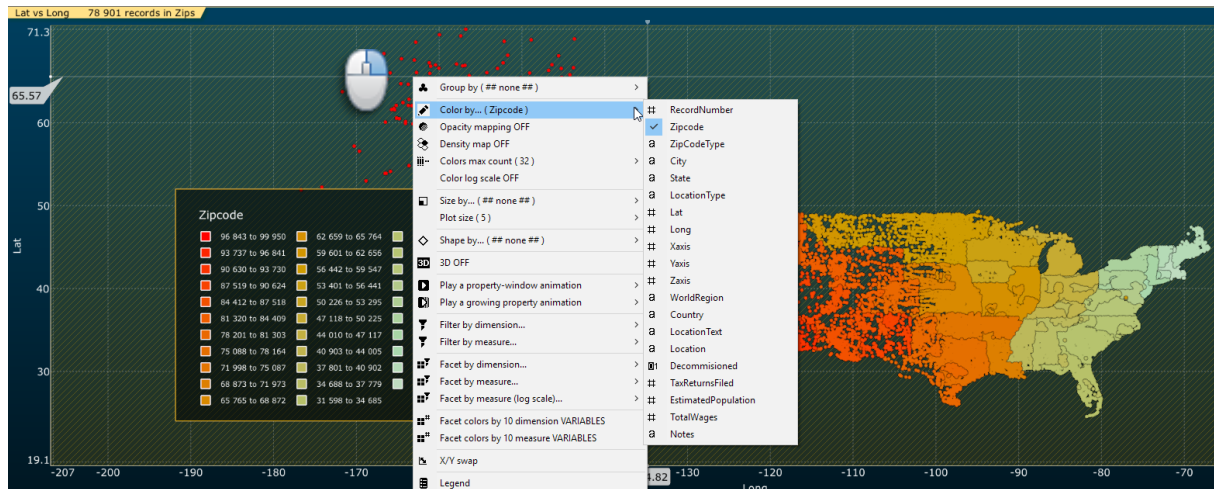 Lat vs Long 78 901 records in Zips
71.3
65.57
60
50
40
30
19.1
Lat
-207 -200 -190 -180 -170 4.82 -130 -120 -110 -100 -90 -80 -70
Long
Zipcode
96 843 to 99 950 62 659 to 65 764
93 737 to 96 841 59 601 to 62 656
90 630 to 93 730 56 442 to 59 547
87 519 to 90 624 53 401 to 56 441
84 412 to 87 518 50 226 to 53 295
81 320 to 84 409 47 118 to 50 225
78 201 to 81 303 44 010 to 47 117
75 088 to 78 164 40 903 to 44 005
71 998 to 75 087 37 801 to 40 902
68 873 to 71 973 34 688 to 37 779
65 765 to 68 872 31 598 to 34 685
Group by ( ## none ## )
Color by... ( Zipcode )
Opacity mapping OFF
Density map OFF
Colors max count ( 32 )
Color log scale OFF
Size by... ( ## none ## )
Plot size ( 5 )
Shape by... ( ## none ## )
3D 3D OFF
Play a property-window animation
Play a growing property animation
Filter by dimension...
Filter by measure...
Facet by dimension...
Facet by measure...
Facet by measure (log scale)...
Facet colors by 10 dimension VARIABLES
Facet colors by 10 measure VARIABLES
X/Y swap
Legend
# RecordNumber
Zipcode
a ZipCodeType
a City
a State
a LocationType
# Lat
# Long
# Xaxis
# Yaxis
# Zaxis
a WorldRegion
a Country
a LocationText
a Location
01 Decommisioned
# TaxReturnsFiled
# EstimatedPopulation
# TotalWages
a Notes